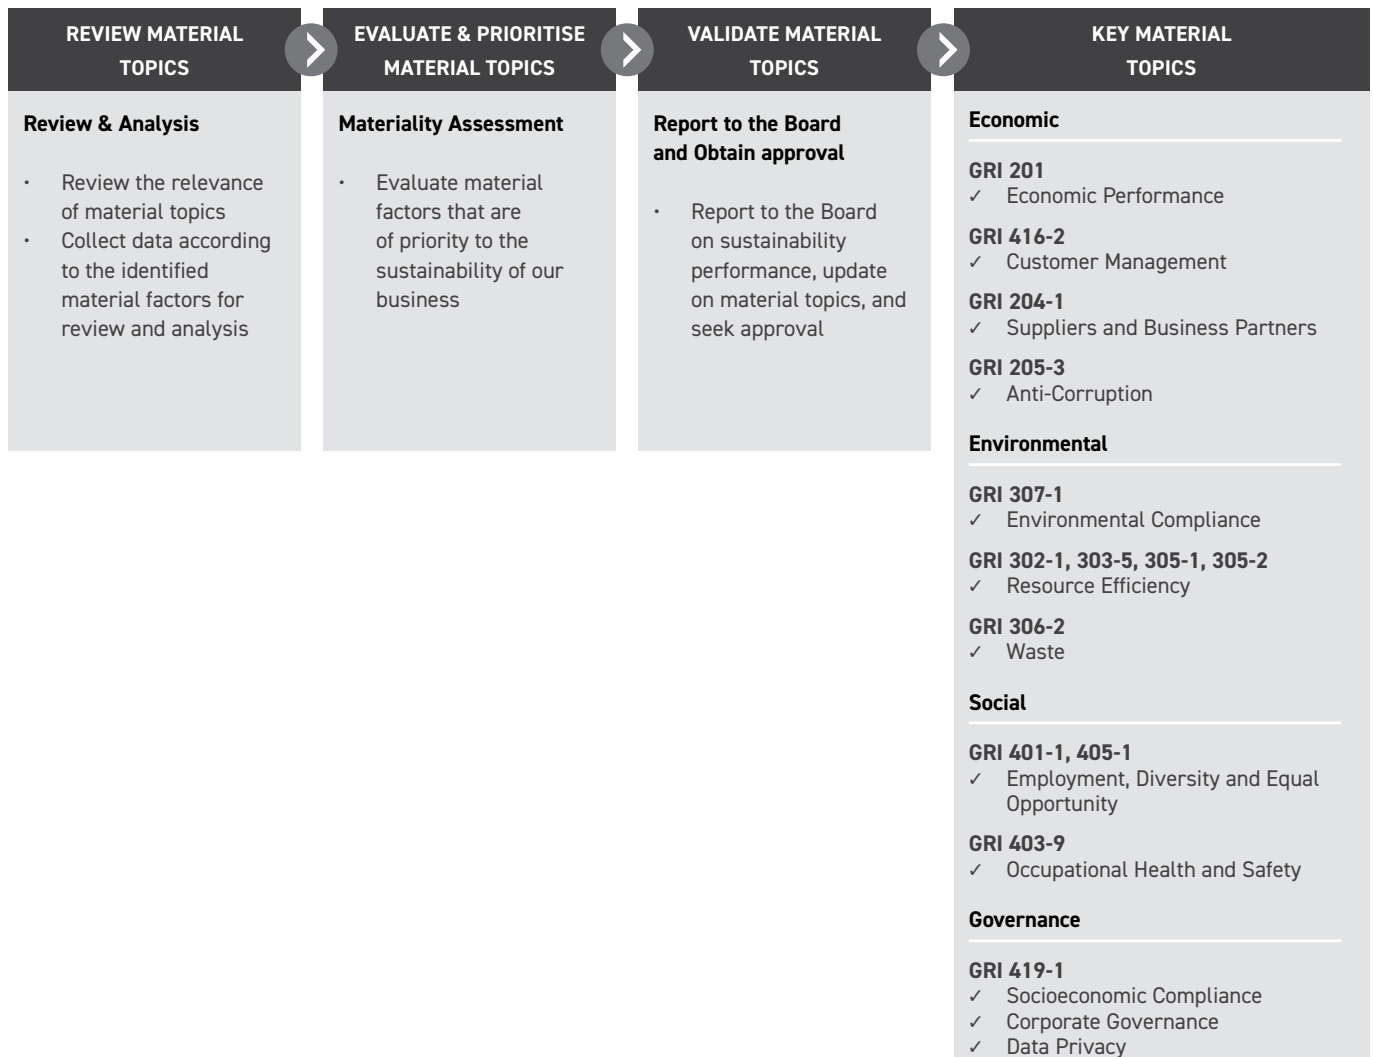 REVIEW MATERIAL
TOPICS
Review & Analysis
• Review the relevance
of material topics
• Collect data according
to the identified
material factors for
review and analysis
EVALUATE & PRIORITISE
MATERIAL TOPICS
Materiality Assessment
• Evaluate material
factors that are
of priority to the
sustainability of our
business
VALIDATE MATERIAL
TOPICS
Report to the Board
and Obtain approval
• Report to the Board
on sustainability
performance, update
on material topics, and
seek approval
KEY MATERIAL
TOPICS
Economic
GRI 201
✓ Economic Performance
GRI 416-2
✓ Customer Management
GRI 204-1
✓ Suppliers and Business Partners
GRI 205-3
✓ Anti-Corruption
Environmental
GRI 307-1
✓ Environmental Compliance
GRI 302-1, 303-5, 305-1, 305-2
✓ Resource Efficiency
GRI 306-2
✓ Waste
Social
GRI 401-1, 405-1
✓ Employment, Diversity and Equal
Opportunity
GRI 403-9
✓ Occupational Health and Safety
Governance
GRI 419-1
✓ Socioeconomic Compliance
✓ Corporate Governance
✓ Data Privacy